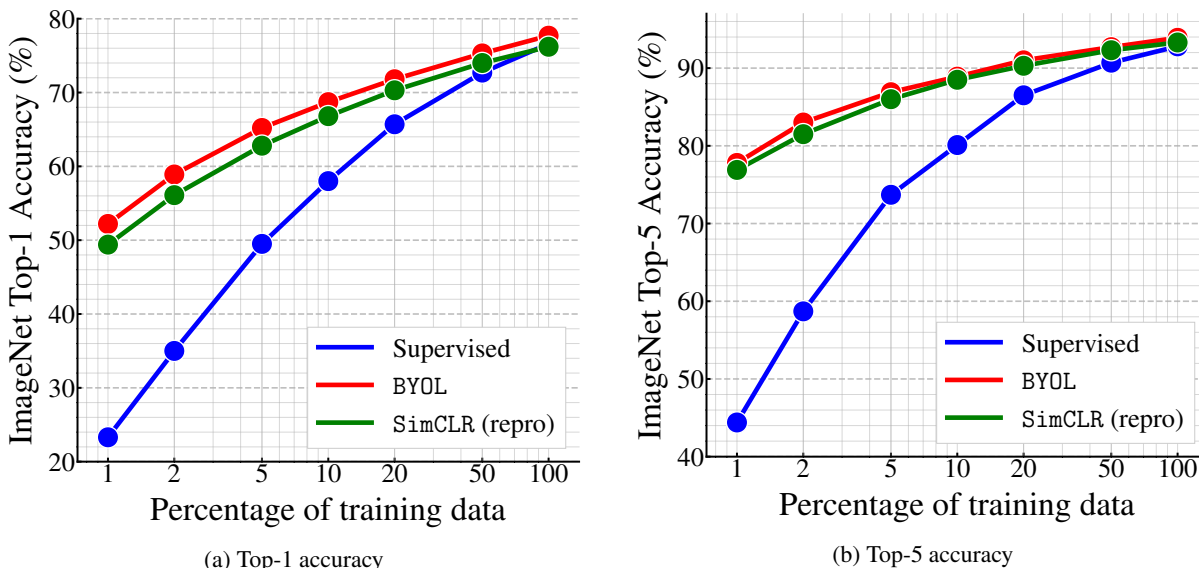 ImageNet Top-1 Accuracy (%)
80
70
60
50
40
30
20
1 2 5 10 20 50 100
Supervised
BYOL
SimCLR (repro)
Percentage of training data
(a) Top-1 accuracy
ImageNet Top-5 Accuracy (%)
90
80
70
60
50
40
1 2 5 10 20 50 100
Supervised
BYOL
SimCLR (repro)
Percentage of training data
(b) Top-5 accuracy